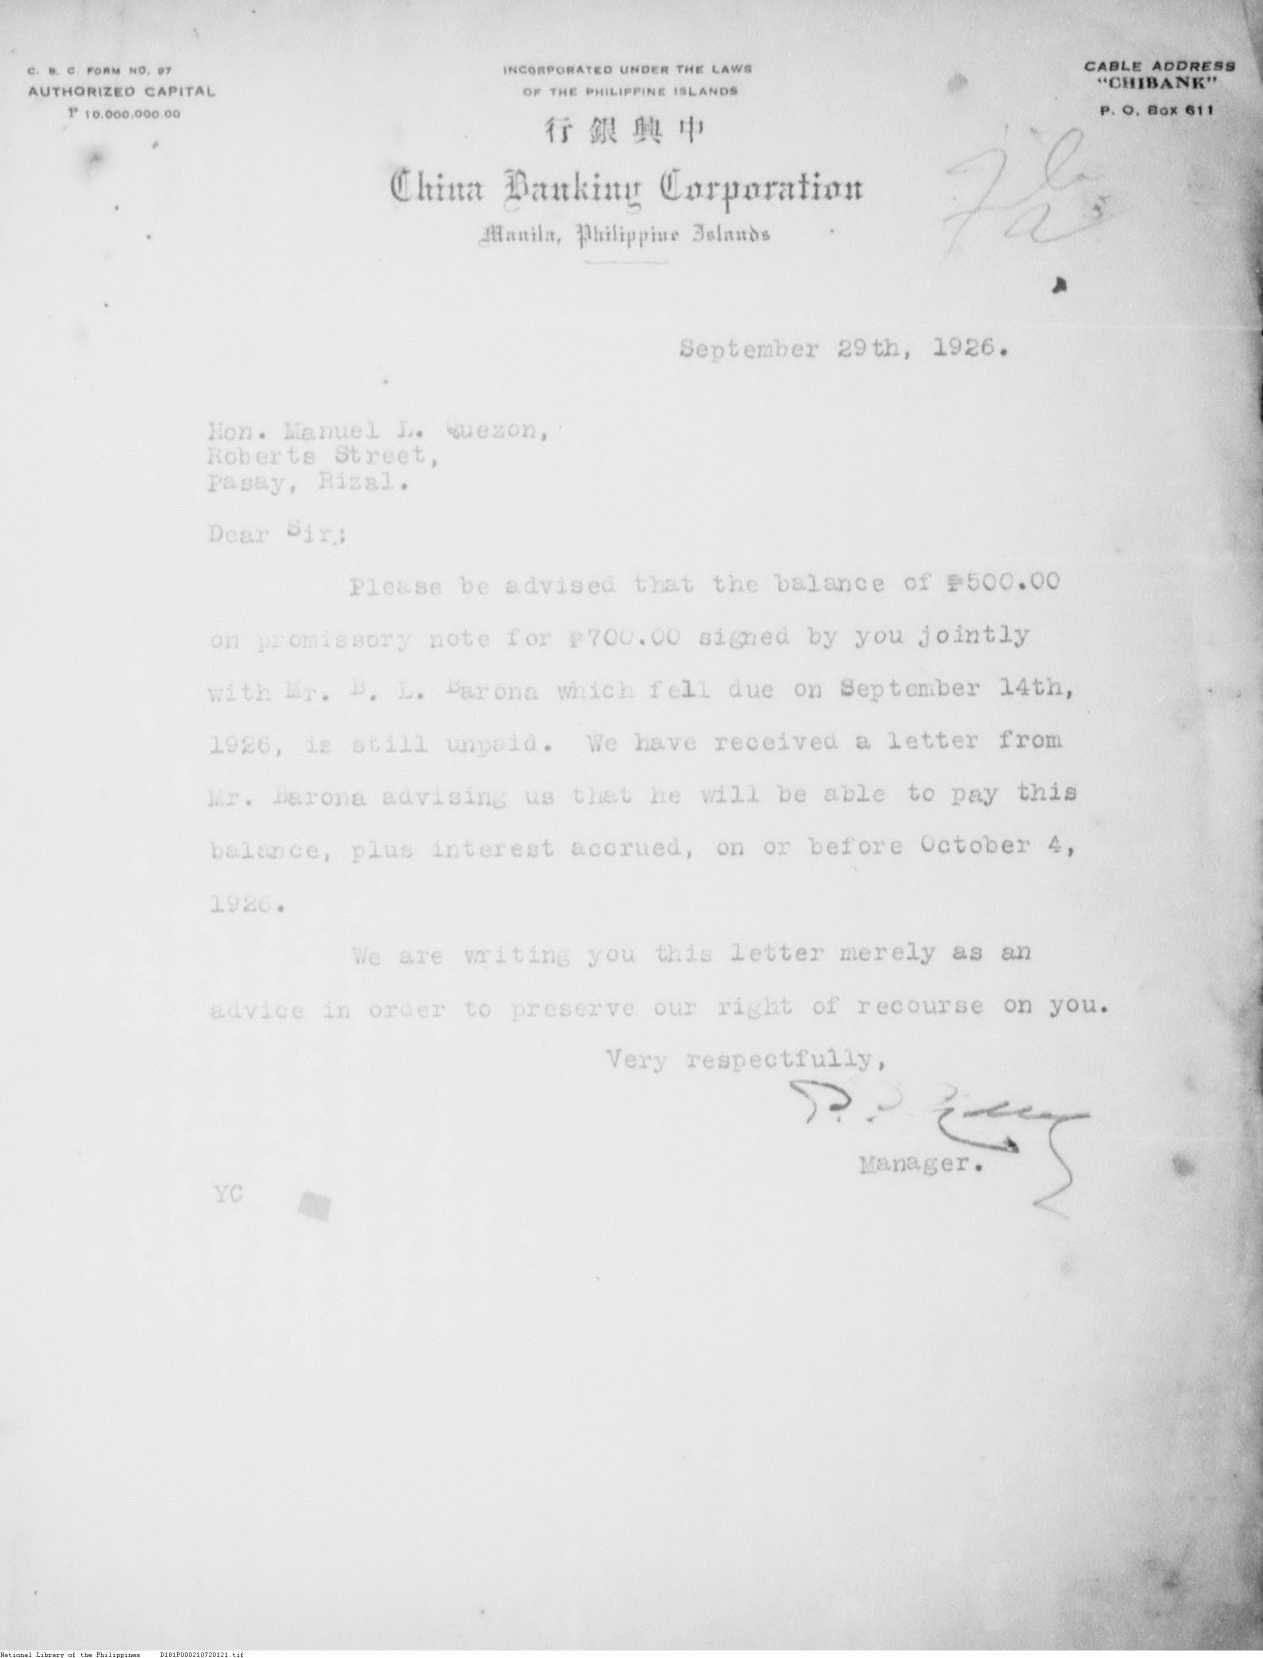 C. B. C. FORM NO. 97
AUTHORIZED CAPITAL
₱ 10.000.000.00
INCORPORATED UNDER THE LAWS
OF THE PHILIPPINE ISLANDS
行銀興中
China Banking Corporation
Manila, Philippine Islands
CABLE ADDRESS
"CHIBANK"
P. O. Box 611
September 29th, 1926.
Hon. Manuel L. Quezon,
Roberts Street,
Pasay, Rizal.
Dear Sir:
Please be advised that the balance of ₱500.00
on promissory note for ₱700.00 signed by you jointly
with Mr. B. L. Barona which fell due on September 14th,
1926, is still unpaid. We have received a letter from
Mr. Barona advising us that he will be able to pay this
balance, plus interest accrued, on or before October 4,
1926.
We are writing you this letter merely as an
advice in order to preserve our right of recourse on you.
Very respectfully,
Manager.
YC
National Library of the Philippines D181P000210720121.tif